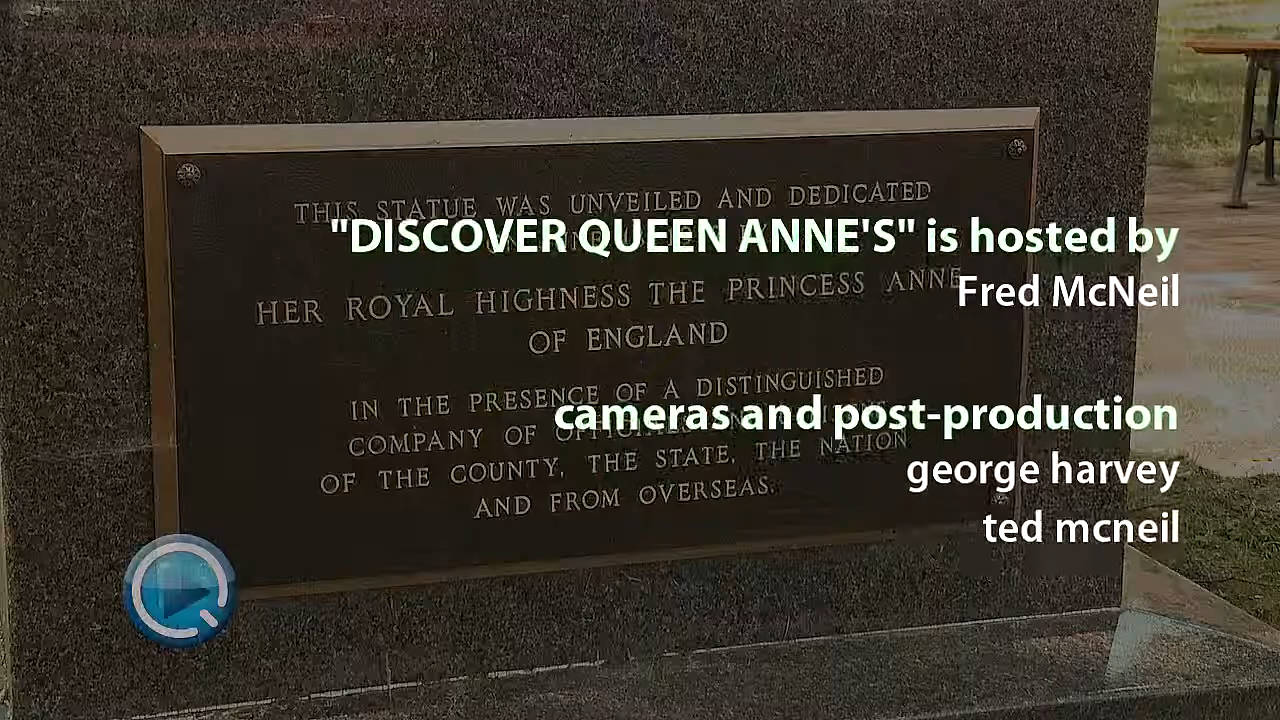 THIS STATUE WAS UNVEILED AND DEDICATED
"DISCOVER QUEEN ANNE'S" is hosted by
Fred McNeil
HER ROYAL HIGHNESS THE PRINCESS ANNE
OF ENGLAND
IN THE PRESENCE OF A DISTINGUISHED
cameras and post-production
COMPANY OF
OF THE COUNTY, THE STATE, THE NATION
george harvey
AND FROM OVERSEAS.
ted mcneil